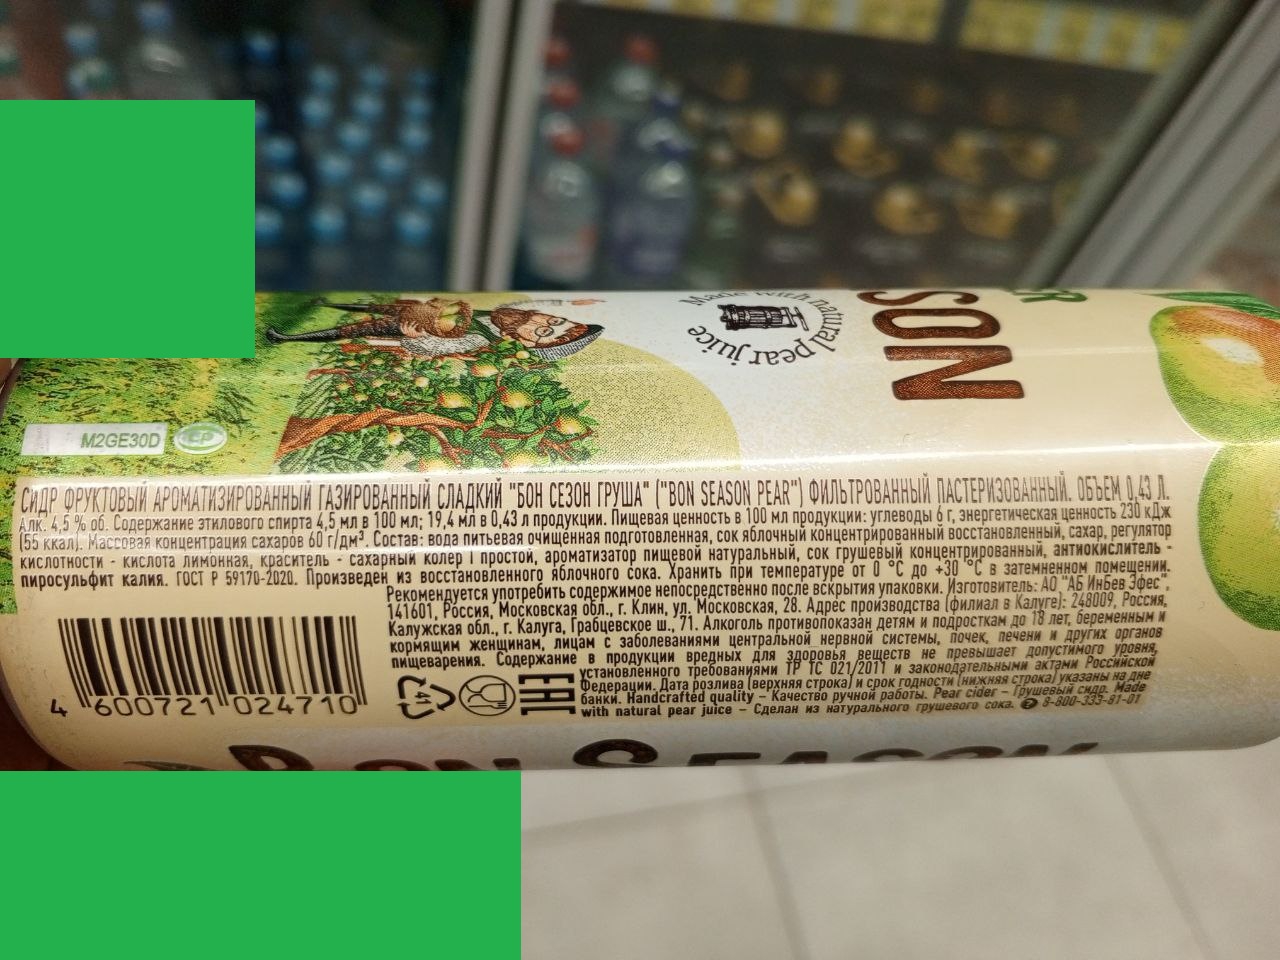 Made with natural pear juice
ER
SON
M2GE30D
EP
СИДР ФРУКТОВЫЙ АРОМАТИЗИРОВАННЫЙ ГАЗИРОВАННЫЙ СЛАДКИЙ "БОН СЕЗОН ГРУША" ("BON SEASON PEAR") ФИЛЬТРОВАННЫЙ ПАСТЕРИЗОВАННЫЙ. ОБЪЕМ 0,43 Л.
Алк. 4,5 % об. Содержание этилового спирта 4,5 мл в 100 мл; 19,4 мл в 0,43 л продукции. Пищевая ценность в 100 мл продукции: углеводы 6 г, энергетическая ценность 230 кДж
(55 ккал). Массовая концентрация сахаров 60 г/дм³. Состав: вода питьевая очищенная подготовленная, сок яблочный концентрированный восстановленный, сахар, регулятор
кислотности - кислота лимонная, краситель - сахарный колер I простой, ароматизатор пищевой натуральный, сок грушевый концентрированный, антиокислитель -
пиросульфит калия. ГОСТ Р 59170-2020. Произведен из восстановленного яблочного сока. Хранить при температуре от 0 °С до +30 °С в затемненном помещении.
Рекомендуется употребить содержимое непосредственно после вскрытия упаковки. Изготовитель: АО "АБ ИнБев Эфес",
141601, Россия, Московская обл., г. Клин, ул. Московская, 28. Адрес производства (филиал в Калуге): 248009, Россия,
Калужская обл., г. Калуга, Грабцевское ш., 71. Алкоголь противопоказан детям и подросткам до 18 лет, беременным и
кормящим женщинам, лицам с заболеваниями центральной нервной системы, почек, печени и других органов
пищеварения. Содержание в продукции вредных для здоровья веществ не превышает допустимого уровня,
установленного требованиями ТР ТС 021/2011 и законодательными актами Российской
Федерации. Дата розлива (верхняя строка) и срок годности (нижняя строка) указаны на дне
банки. Handcrafted quality – Качество ручной работы. Pear cider – Грушевый сидр. Made
with natural pear juice – Сделан из натурального грушевого сока. 8-800-333-81-01
41
EAC
4 600721 024710
BON SEASON